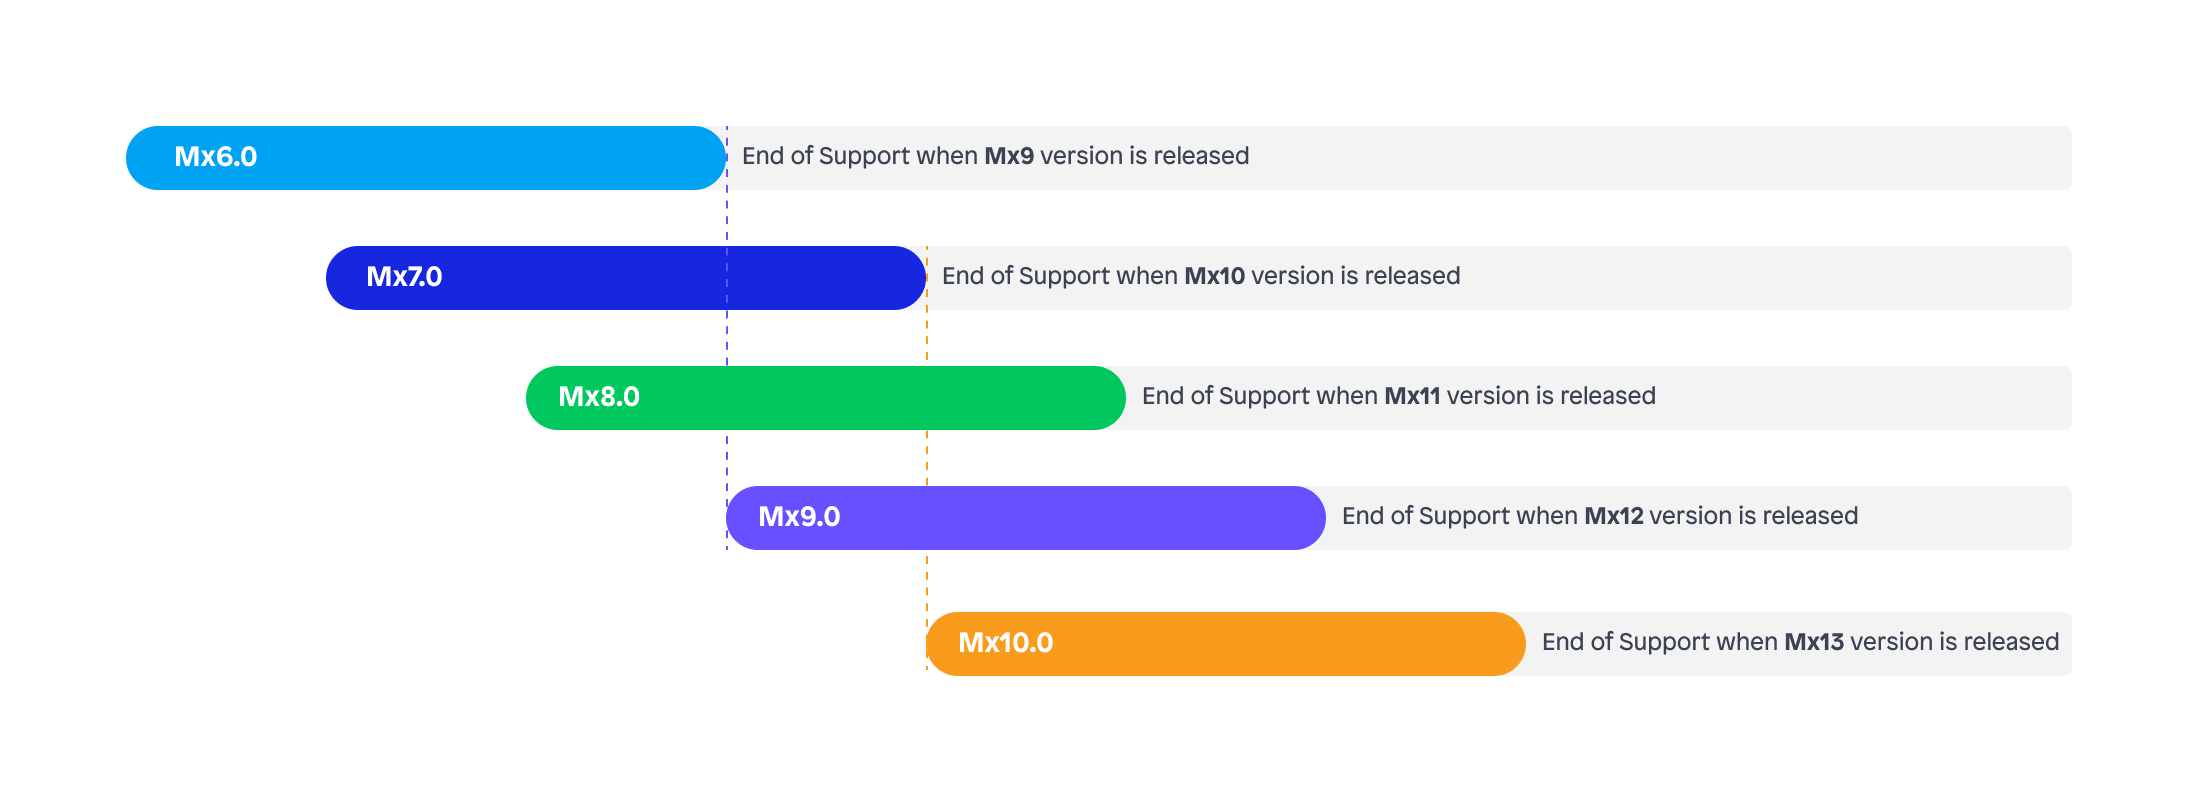 Mx6.0 End of Support when Mx9 version is released
Mx7.0 End of Support when Mx10 version is released
Mx8.0 End of Support when Mx11 version is released
Mx9.0 End of Support when Mx12 version is released
Mx10.0 End of Support when Mx13 version is released